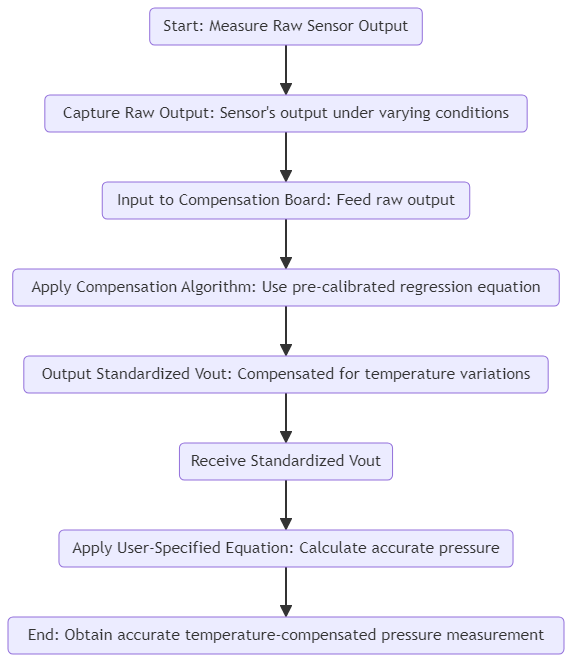 Start: Measure Raw Sensor Output
Capture Raw Output: Sensor's output under varying conditions
Input to Compensation Board: Feed raw output
Apply Compensation Algorithm: Use pre-calibrated regression equation
Output Standardized Vout: Compensated for temperature variations
Receive Standardized Vout
Apply User-Specified Equation: Calculate accurate pressure
End: Obtain accurate temperature-compensated pressure measurement